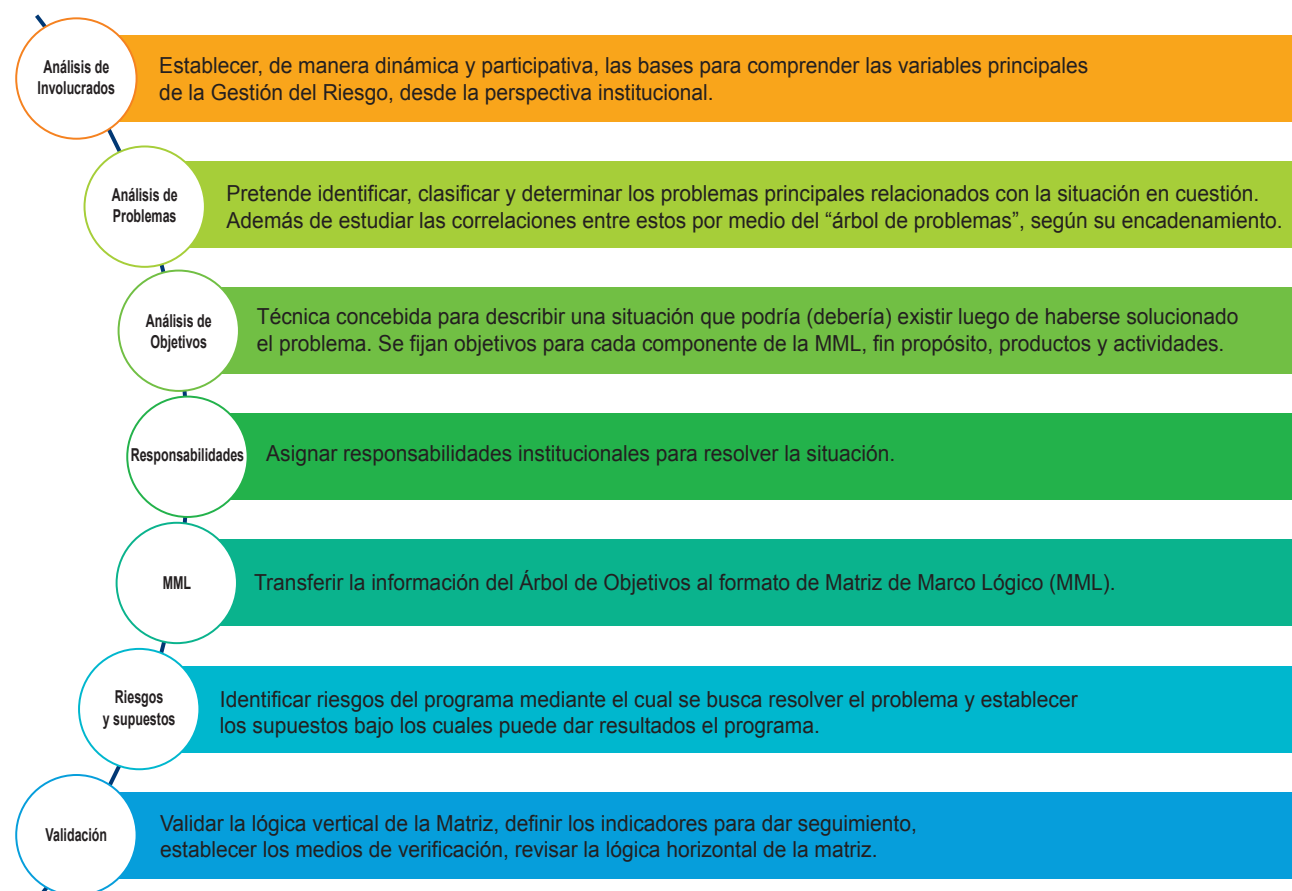 Análisis de
Involucrados
Establecer, de manera dinámica y participativa, las bases para comprender las variables principales
de la Gestión del Riesgo, desde la perspectiva institucional.
Análisis de
Problemas
Pretende identificar, clasificar y determinar los problemas principales relacionados con la situación en cuestión.
Además de estudiar las correlaciones entre estos por medio del “árbol de problemas”, según su encadenamiento.
Análisis de
Objetivos
Técnica concebida para describir una situación que podría (debería) existir luego de haberse solucionado
el problema. Se fijan objetivos para cada componente de la MML, fin propósito, productos y actividades.
Responsabilidades
Asignar responsabilidades institucionales para resolver la situación.
MML
Transferir la información del Árbol de Objetivos al formato de Matriz de Marco Lógico (MML).
Riesgos
y supuestos
Identificar riesgos del programa mediante el cual se busca resolver el problema y establecer
los supuestos bajo los cuales puede dar resultados el programa.
Validación
Validar la lógica vertical de la Matriz, definir los indicadores para dar seguimiento,
establecer los medios de verificación, revisar la lógica horizontal de la matriz.